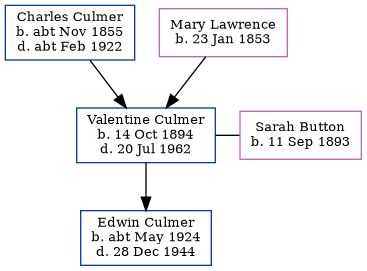 Charles Culmer
b. abt Nov 1855
d. abt Feb 1922
Mary Lawrence
b. 23 Jan 1853
Valentine Culmer
b. 14 Oct 1894
d. 20 Jul 1962
Sarah Button
b. 11 Sep 1893
Edwin Culmer
b. abt May 1924
d. 28 Dec 1944